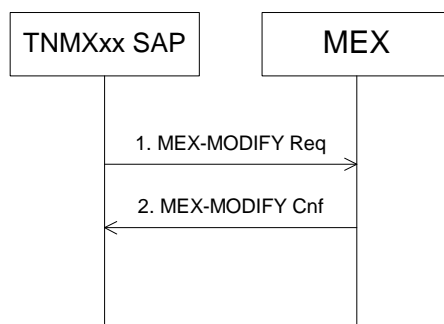 TNMXxx SAP
MEX
1. MEX-MODIFY Req
2. MEX-MODIFY Cnf